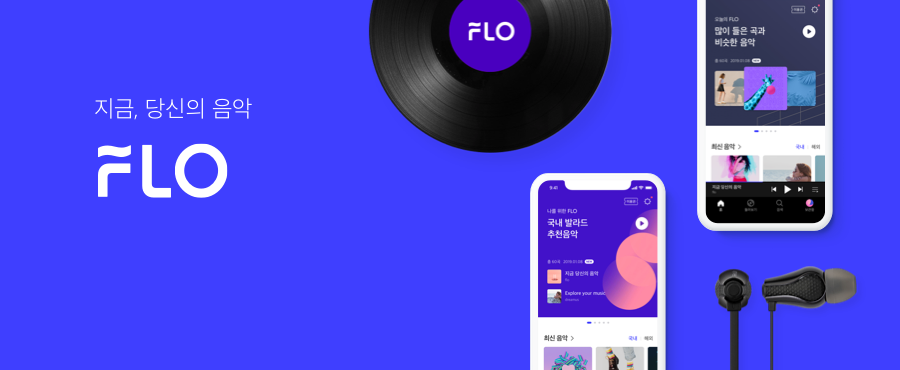 지금, 당신의 음악
FLO
FLO
오늘의 FLO
많이 들은 곡과
비슷한 음악
최신 음악
국내
해외
지금 당신의 음악
9:41
나를 위한 FLO
국내 발라드
추천음악
지금 당신의 음악
Explore your music
최신 음악
국내
해외